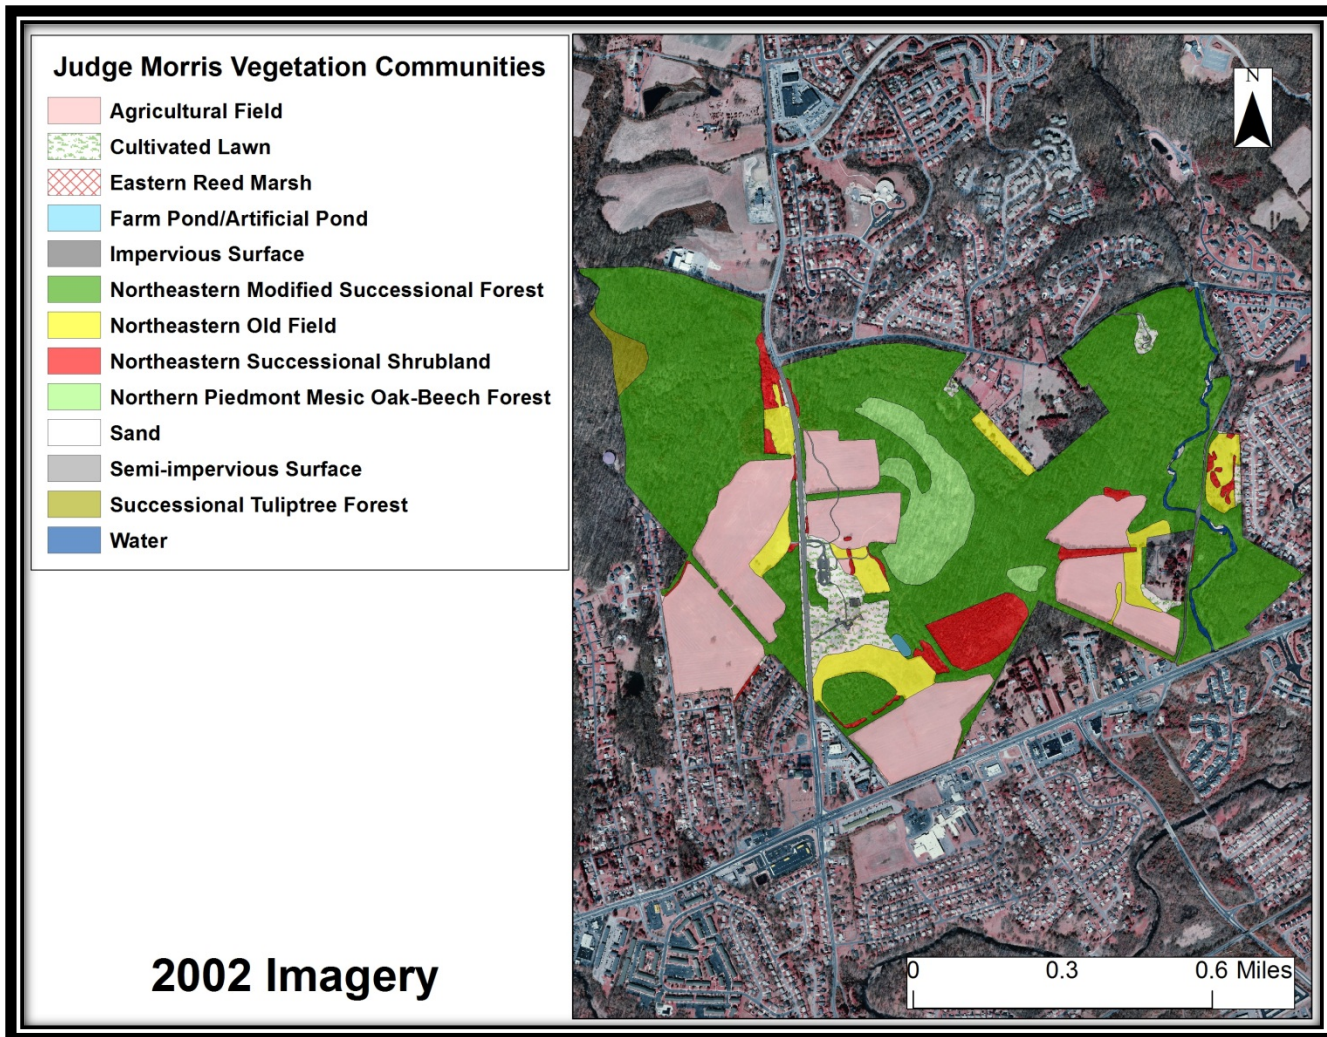 Judge Morris Vegetation Communities
Agricultural Field
Cultivated Lawn
Eastern Reed Marsh
Farm Pond/Artificial Pond
Impervious Surface
Northeastern Modified Successional Forest
Northeastern Old Field
Northeastern Successional Shrubland
Northern Piedmont Mesic Oak-Beech Forest
Sand
Semi-impervious Surface
Successional Tuliptree Forest
Water
N
2002 Imagery
0 0.3 0.6 Miles